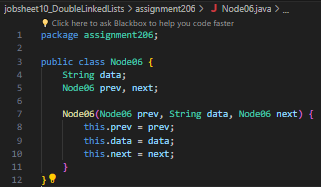 jobsheet10_DoubleLinkedLists > assignment206 > J Node06.java > ...
Click here to ask Blackbox to help you code faster
1 package assignment206;
2
3 public class Node06 {
4 String data;
5 Node06 prev, next;
6
7 Node06(Node06 prev, String data, Node06 next) {
8 this.prev = prev;
9 this.data = data;
10 this.next = next;
11 }
12 }